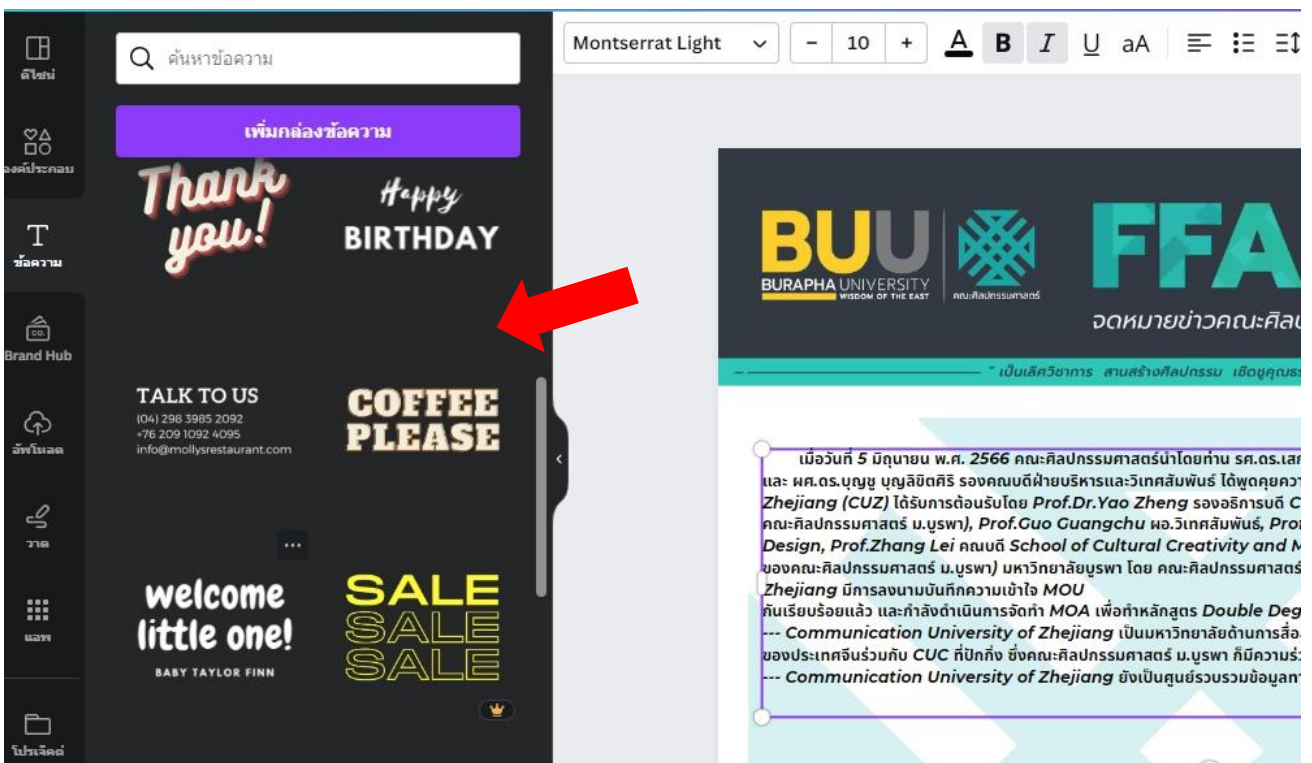 ดีไซน์
องค์ประกอบ
T
ข้อความ
CO.
Brand Hub
อัพโหลด
วาด
แอพ
โปรเจ็คต์
ค้นหาข้อความ
เพิ่มกล่องข้อความ
Thank
you!
Happy
BIRTHDAY
TALK TO US
(04) 298 3985 2092
+76 209 1092 4095
info@mollysrestaurant.com
COFFEE
PLEASE
welcome
little one!
BABY TAYLOR FINN
SALE
SALE
SALE
SALE
Montserrat Light
– 10 + A B I U aA
BUU
BURAPHA UNIVERSITY
WISDOM OF THE EAST
คณะศิลปกรรมศาสตร์
FFA
จดหมายข่าวคณะศิลป
" เป็นเลิศวิชาการ สานสร้างศิลปกรรม เชิดชูคุณธร
เมื่อวันที่ 5 มิถุนายน พ.ศ. 2566 คณะศิลปกรรมศาสตร์นำโดยท่าน รศ.ดร.เสก
และ ผศ.ดร.บุญชู บุญลิขิตศิริ รองคณบดีฝ่ายบริหารและวิเทศสัมพันธ์ ได้พูดคุยควา
Zhejiang (CUZ) ได้รับการต้อนรับโดย Prof.Dr.Yao Zheng รองอธิการบดี C
คณะศิลปกรรมศาสตร์ ม.บูรพา), Prof.Guo Guangchu ผอ.วิเทศสัมพันธ์, Prof
Design, Prof.Zhang Lei คณบดี School of Cultural Creativity and M
ของคณะศิลปกรรมศาสตร์ ม.บูรพา) มหาวิทยาลัยบูรพา โดย คณะศิลปกรรมศาสตร์
Zhejiang มีการลงนามบันทึกความเข้าใจ MOU
กันเรียบร้อยแล้ว และกำลังดำเนินการจัดทำ MOA เพื่อทำหลักสูตร Double Deg
--- Communication University of Zhejiang เป็นมหาวิทยาลัยด้านการสื่อ
ของประเทศจีนร่วมกับ CUC ที่ปักกิ่ง ซึ่งคณะศิลปกรรมศาสตร์ ม.บูรพา ก็มีความร่ว
--- Communication University of Zhejiang ยังเป็นศูนย์รวบรวมข้อมูลทา